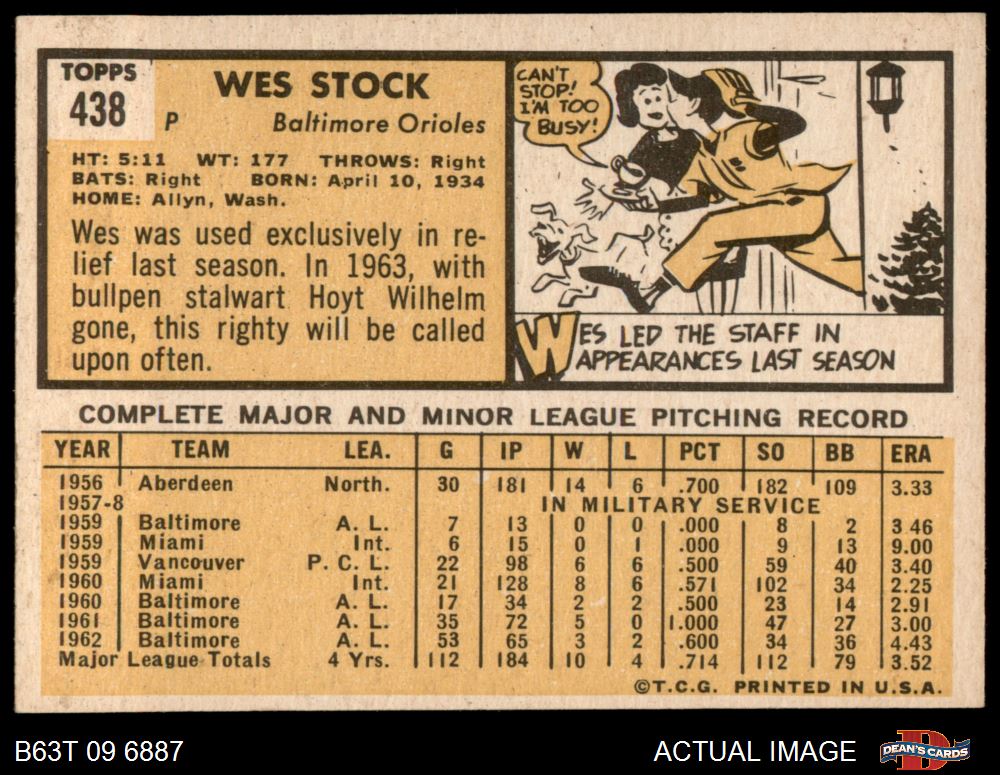 TOPPS
438
WES STOCK
P Baltimore Orioles
HT: 5:11 WT: 177 THROWS: Right
BATS: Right BORN: April 10, 1934
HOME: Allyn, Wash.
Wes was used exclusively in re-
lief last season. In 1963, with
bullpen stalwart Hoyt Wilhelm
gone, this righty will be called
upon often.
CAN'T
STOP!
I'M TOO
BUSY!
WES LED THE STAFF IN
APPEARANCES LAST SEASON
COMPLETE MAJOR AND MINOR LEAGUE PITCHING RECORD
YEAR TEAM LEA. G IP W L PCT SO BB ERA
1956 Aberdeen North. 30 181 14 6 .700 182 109 3.33
1957-8 IN MILITARY SERVICE
1959 Baltimore A. L. 7 13 0 0 .000 8 2 3.46
1959 Miami Int. 6 15 0 1 .000 9 13 9.00
1959 Vancouver P. C. L. 22 98 6 6 .500 59 40 3.40
1960 Miami Int. 21 128 8 6 .571 102 34 2.25
1960 Baltimore A. L. 17 34 2 2 .500 23 14 2.91
1961 Baltimore A. L. 35 72 5 0 1.000 47 27 3.00
1962 Baltimore A. L. 53 65 3 2 .600 34 36 4.43
Major League Totals 4 Yrs. 112 184 10 4 .714 112 79 3.52
©T.C.G. PRINTED IN U.S.A.
B63T 09 6887
ACTUAL IMAGE
DEAN'S CARDS